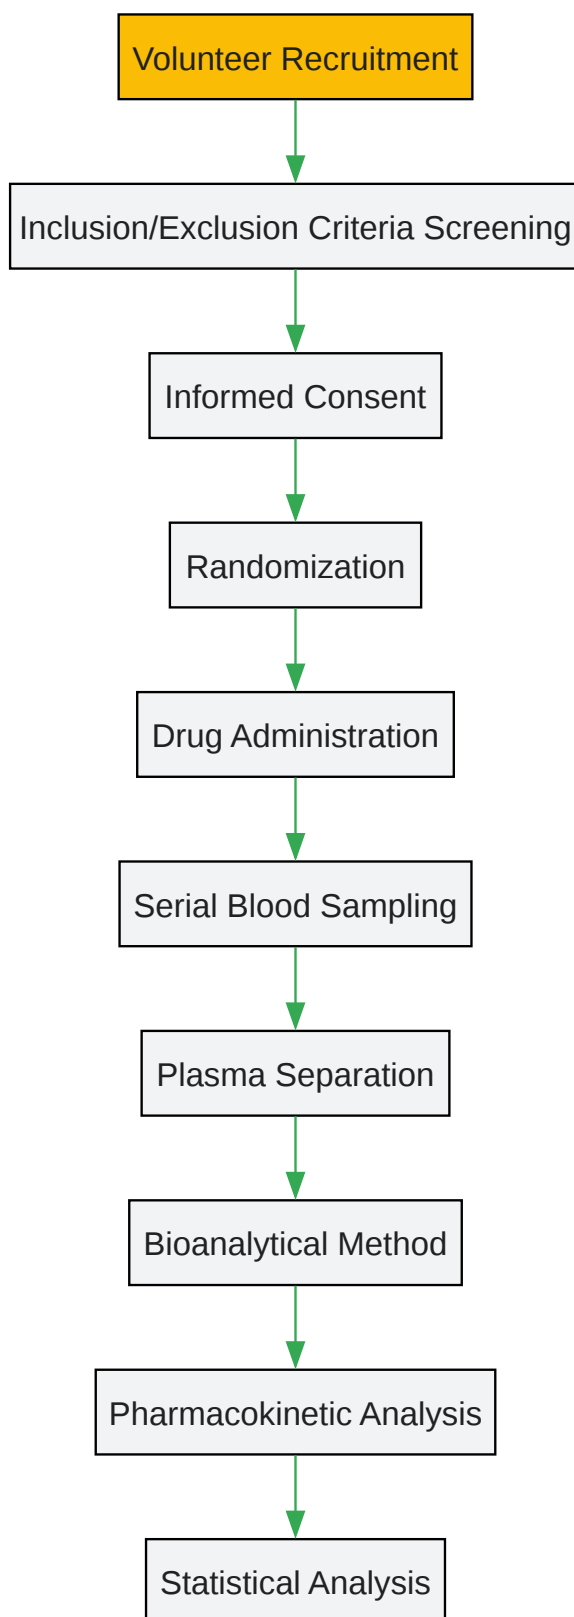 Volunteer Recruitment
Inclusion/Exclusion Criteria Screening
Informed Consent
Randomization
Drug Administration
Serial Blood Sampling
Plasma Separation
Bioanalytical Method
Pharmacokinetic Analysis
Statistical Analysis